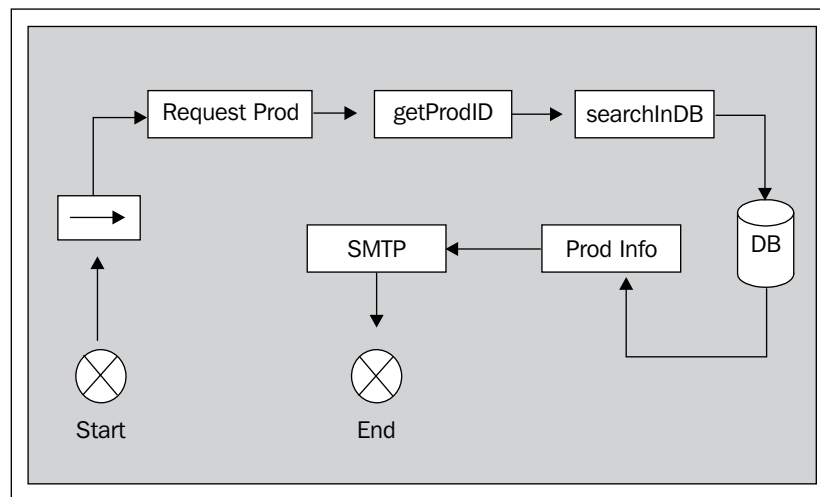 Request Prod
getProdID
searchInDB
SMTP
Prod Info
DB
Start
End